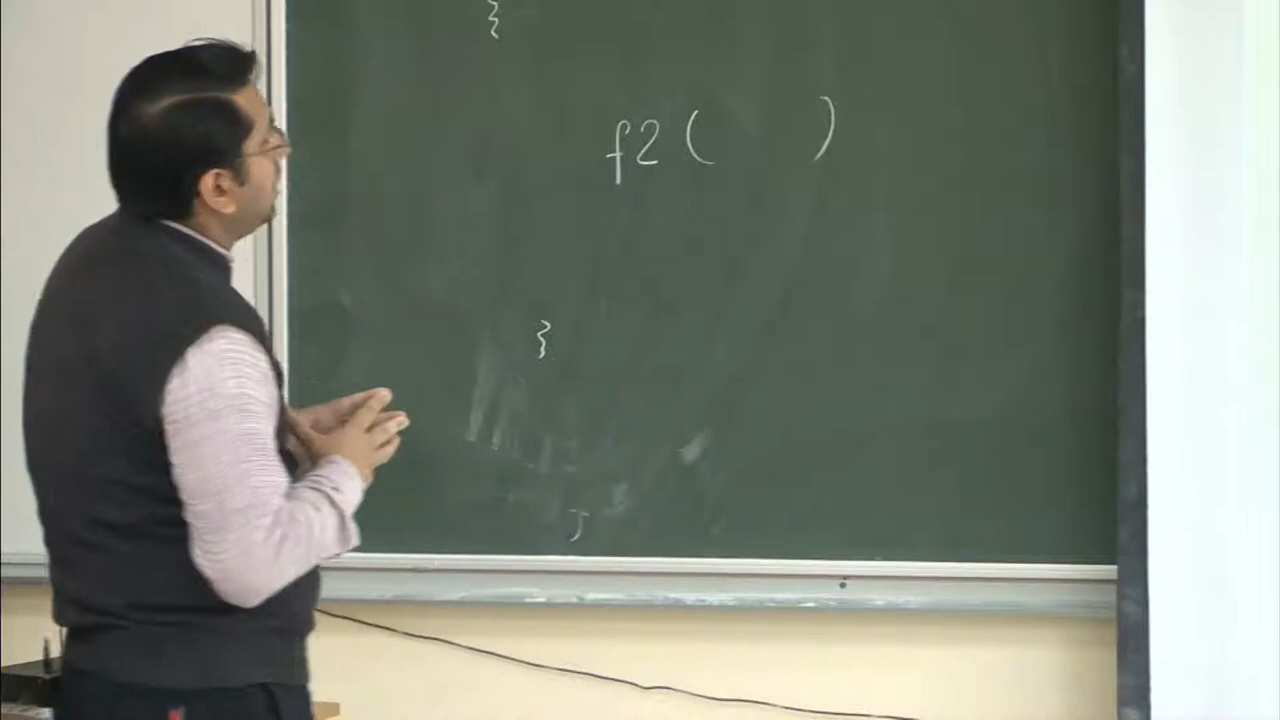 }
f2 (          )
}